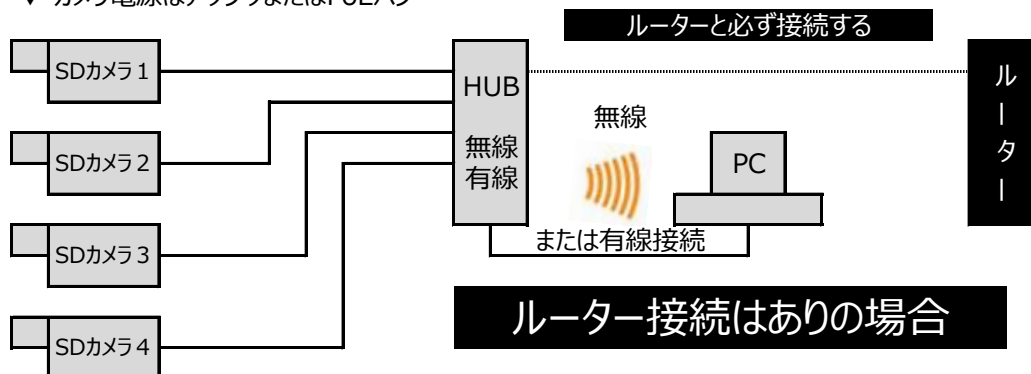 ルーターと必ず接続する
SDカメラ1
SDカメラ2
SDカメラ3
SDカメラ4
HUB
無線
有線
無線
PC
または有線接続
ルーター
ルーター接続はありの場合